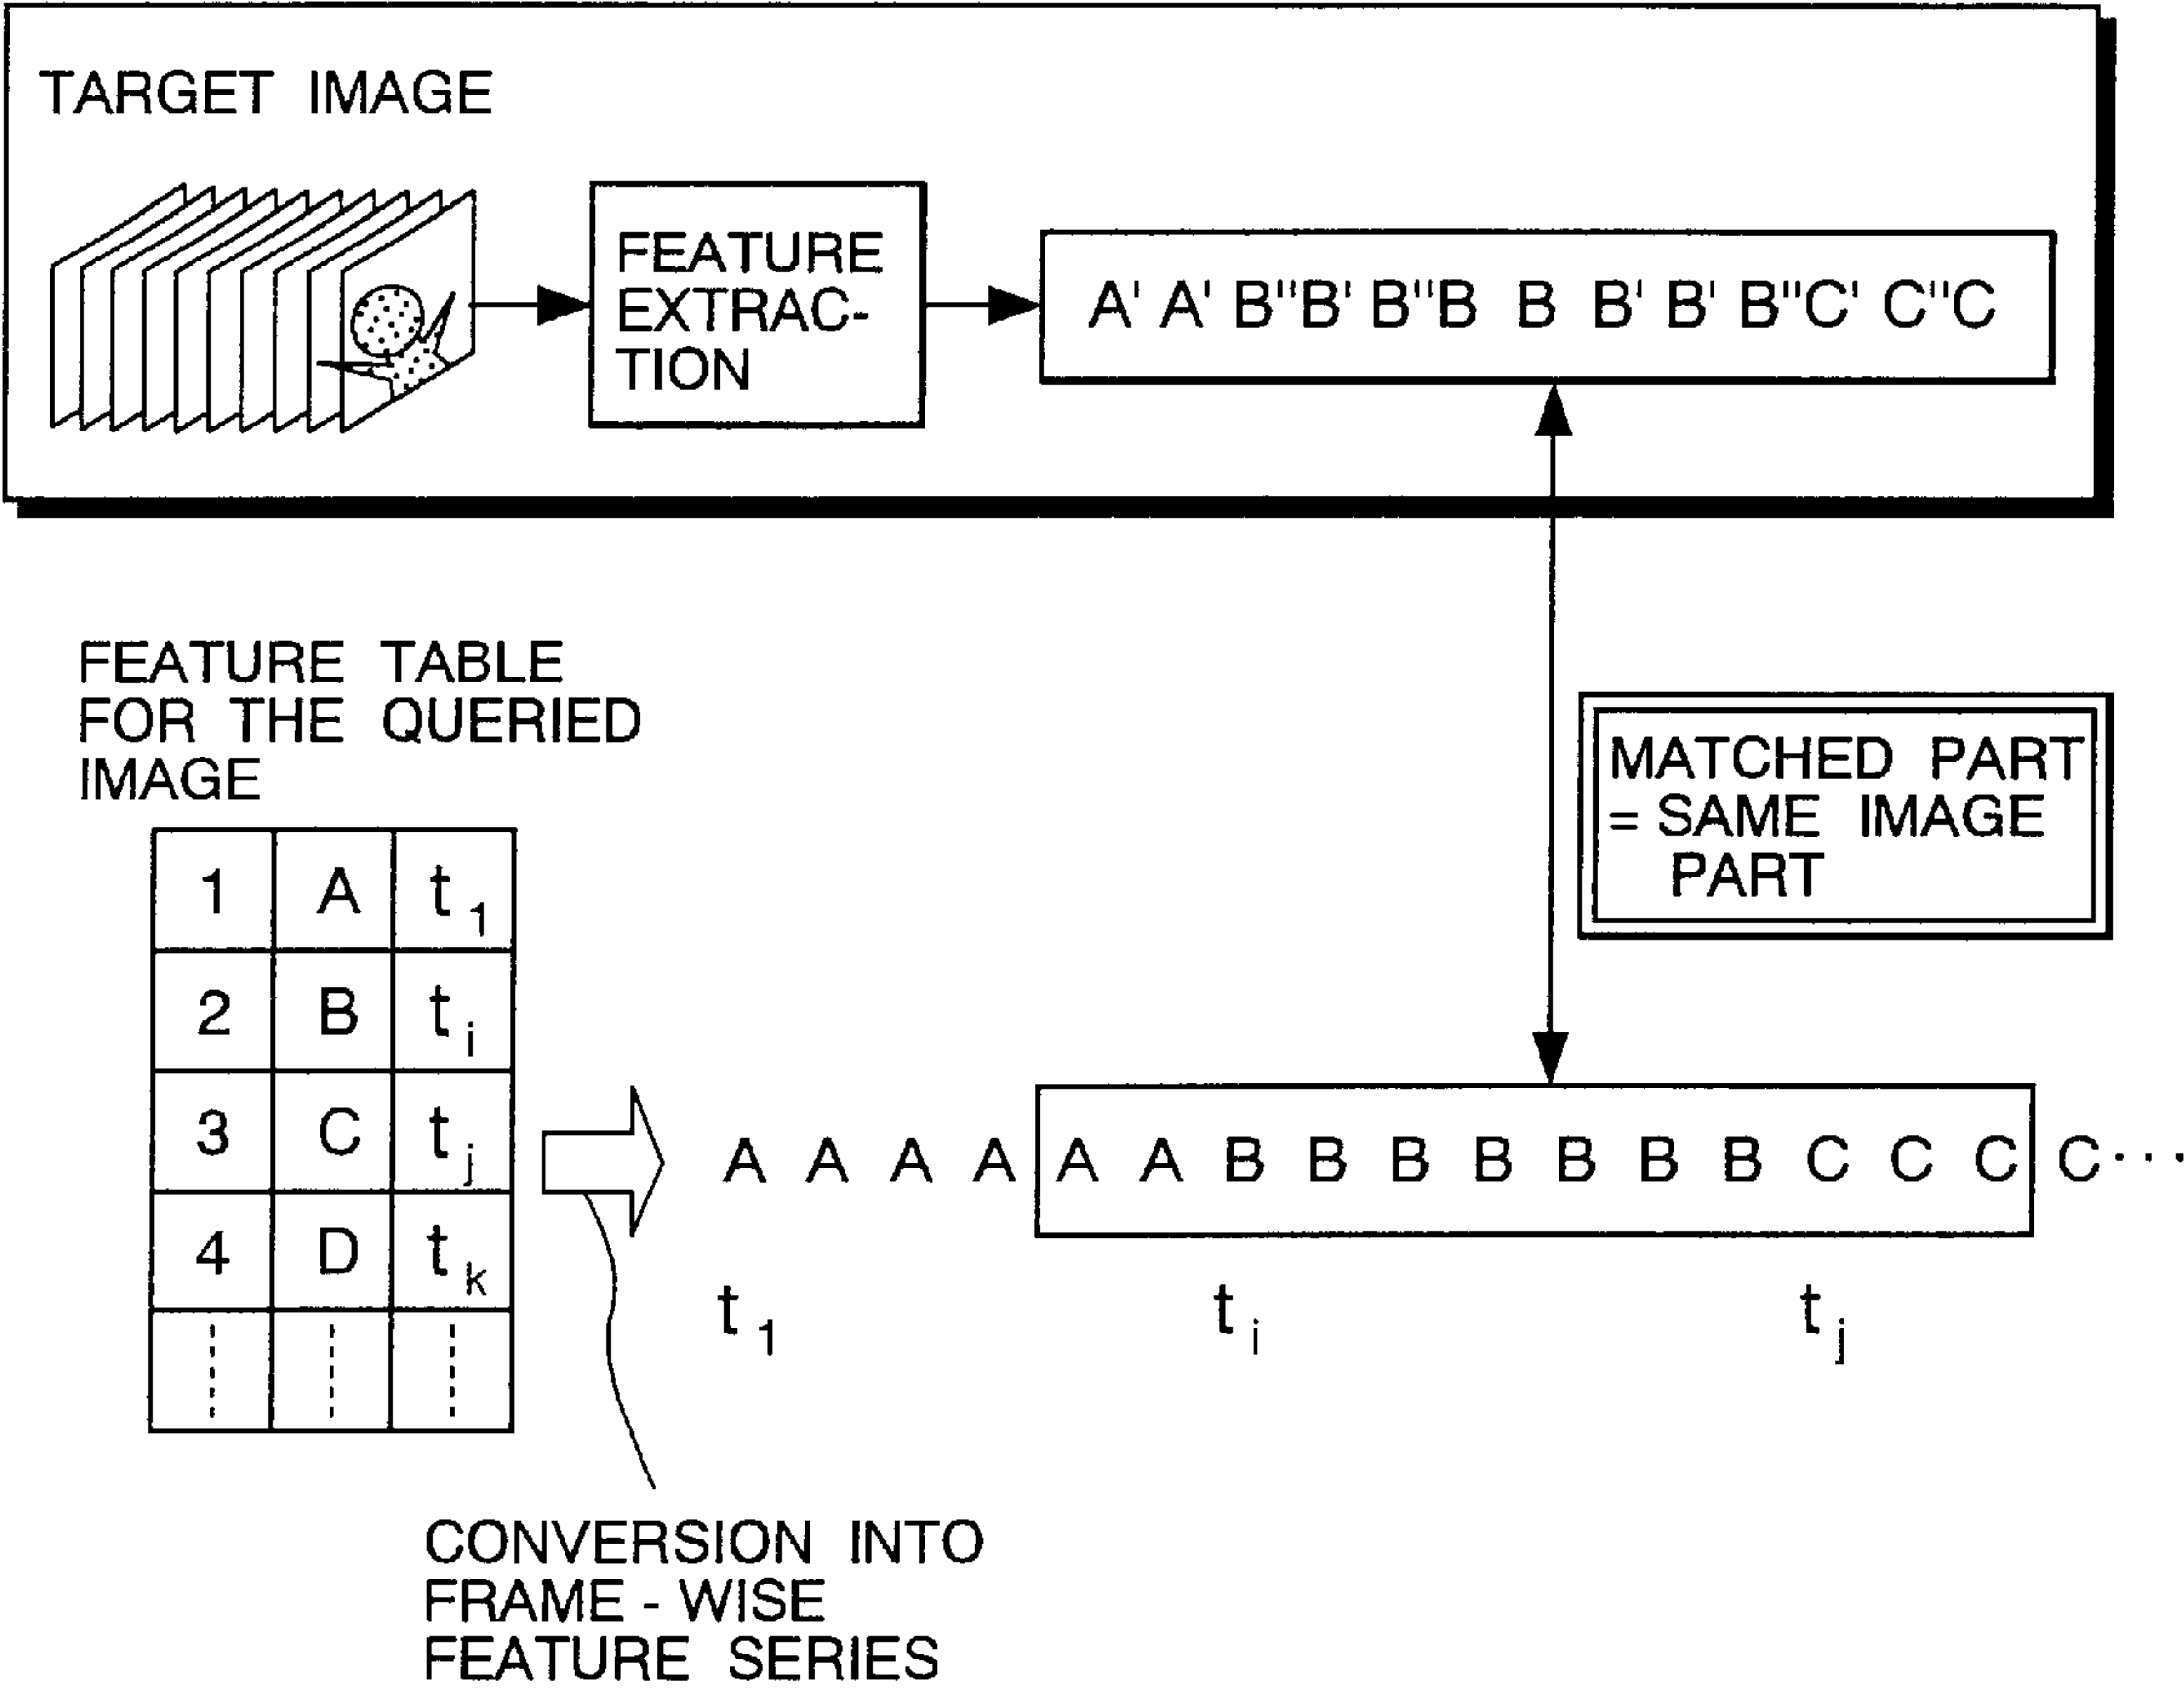 TARGET IMAGE
FEATURE
EXTRAC-
TION
A' A' B"B' B"B B B' B' B"C' C"C
FEATURE TABLE
FOR THE QUERIED
IMAGE
MATCHED PART
= SAME IMAGE
PART
1 A t1
2 B ti
3 C tj
4 D tk
A A A A A A B B B B B B B C C C C...
t1 ti tj
CONVERSION INTO
FRAME - WISE
FEATURE SERIES